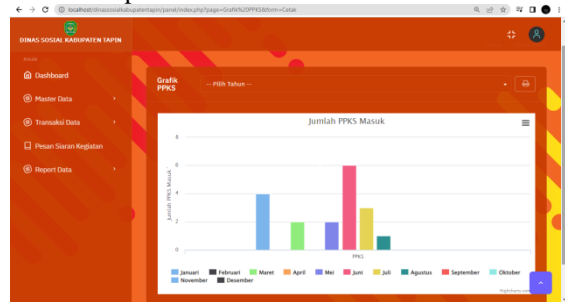 localhost/dinassosialkabupatentapin/panel/index.php?page=Grafik%20PPKS&form=Cetak
DINAS SOSIAL KABUPATEN TAPIN
Dashboard
Master Data
Transaksi Data
Pesan Siaran Kegiatan
Report Data
Grafik PPKS
-- Pilih Tahun --
Jumlah PPKS Masuk
Jumlah PPKS Masuk
8
6
4
2
0
PPKS
Januari Februari Maret April Mei Juni Juli Agustus September Oktober
November Desember
Highcharts.com